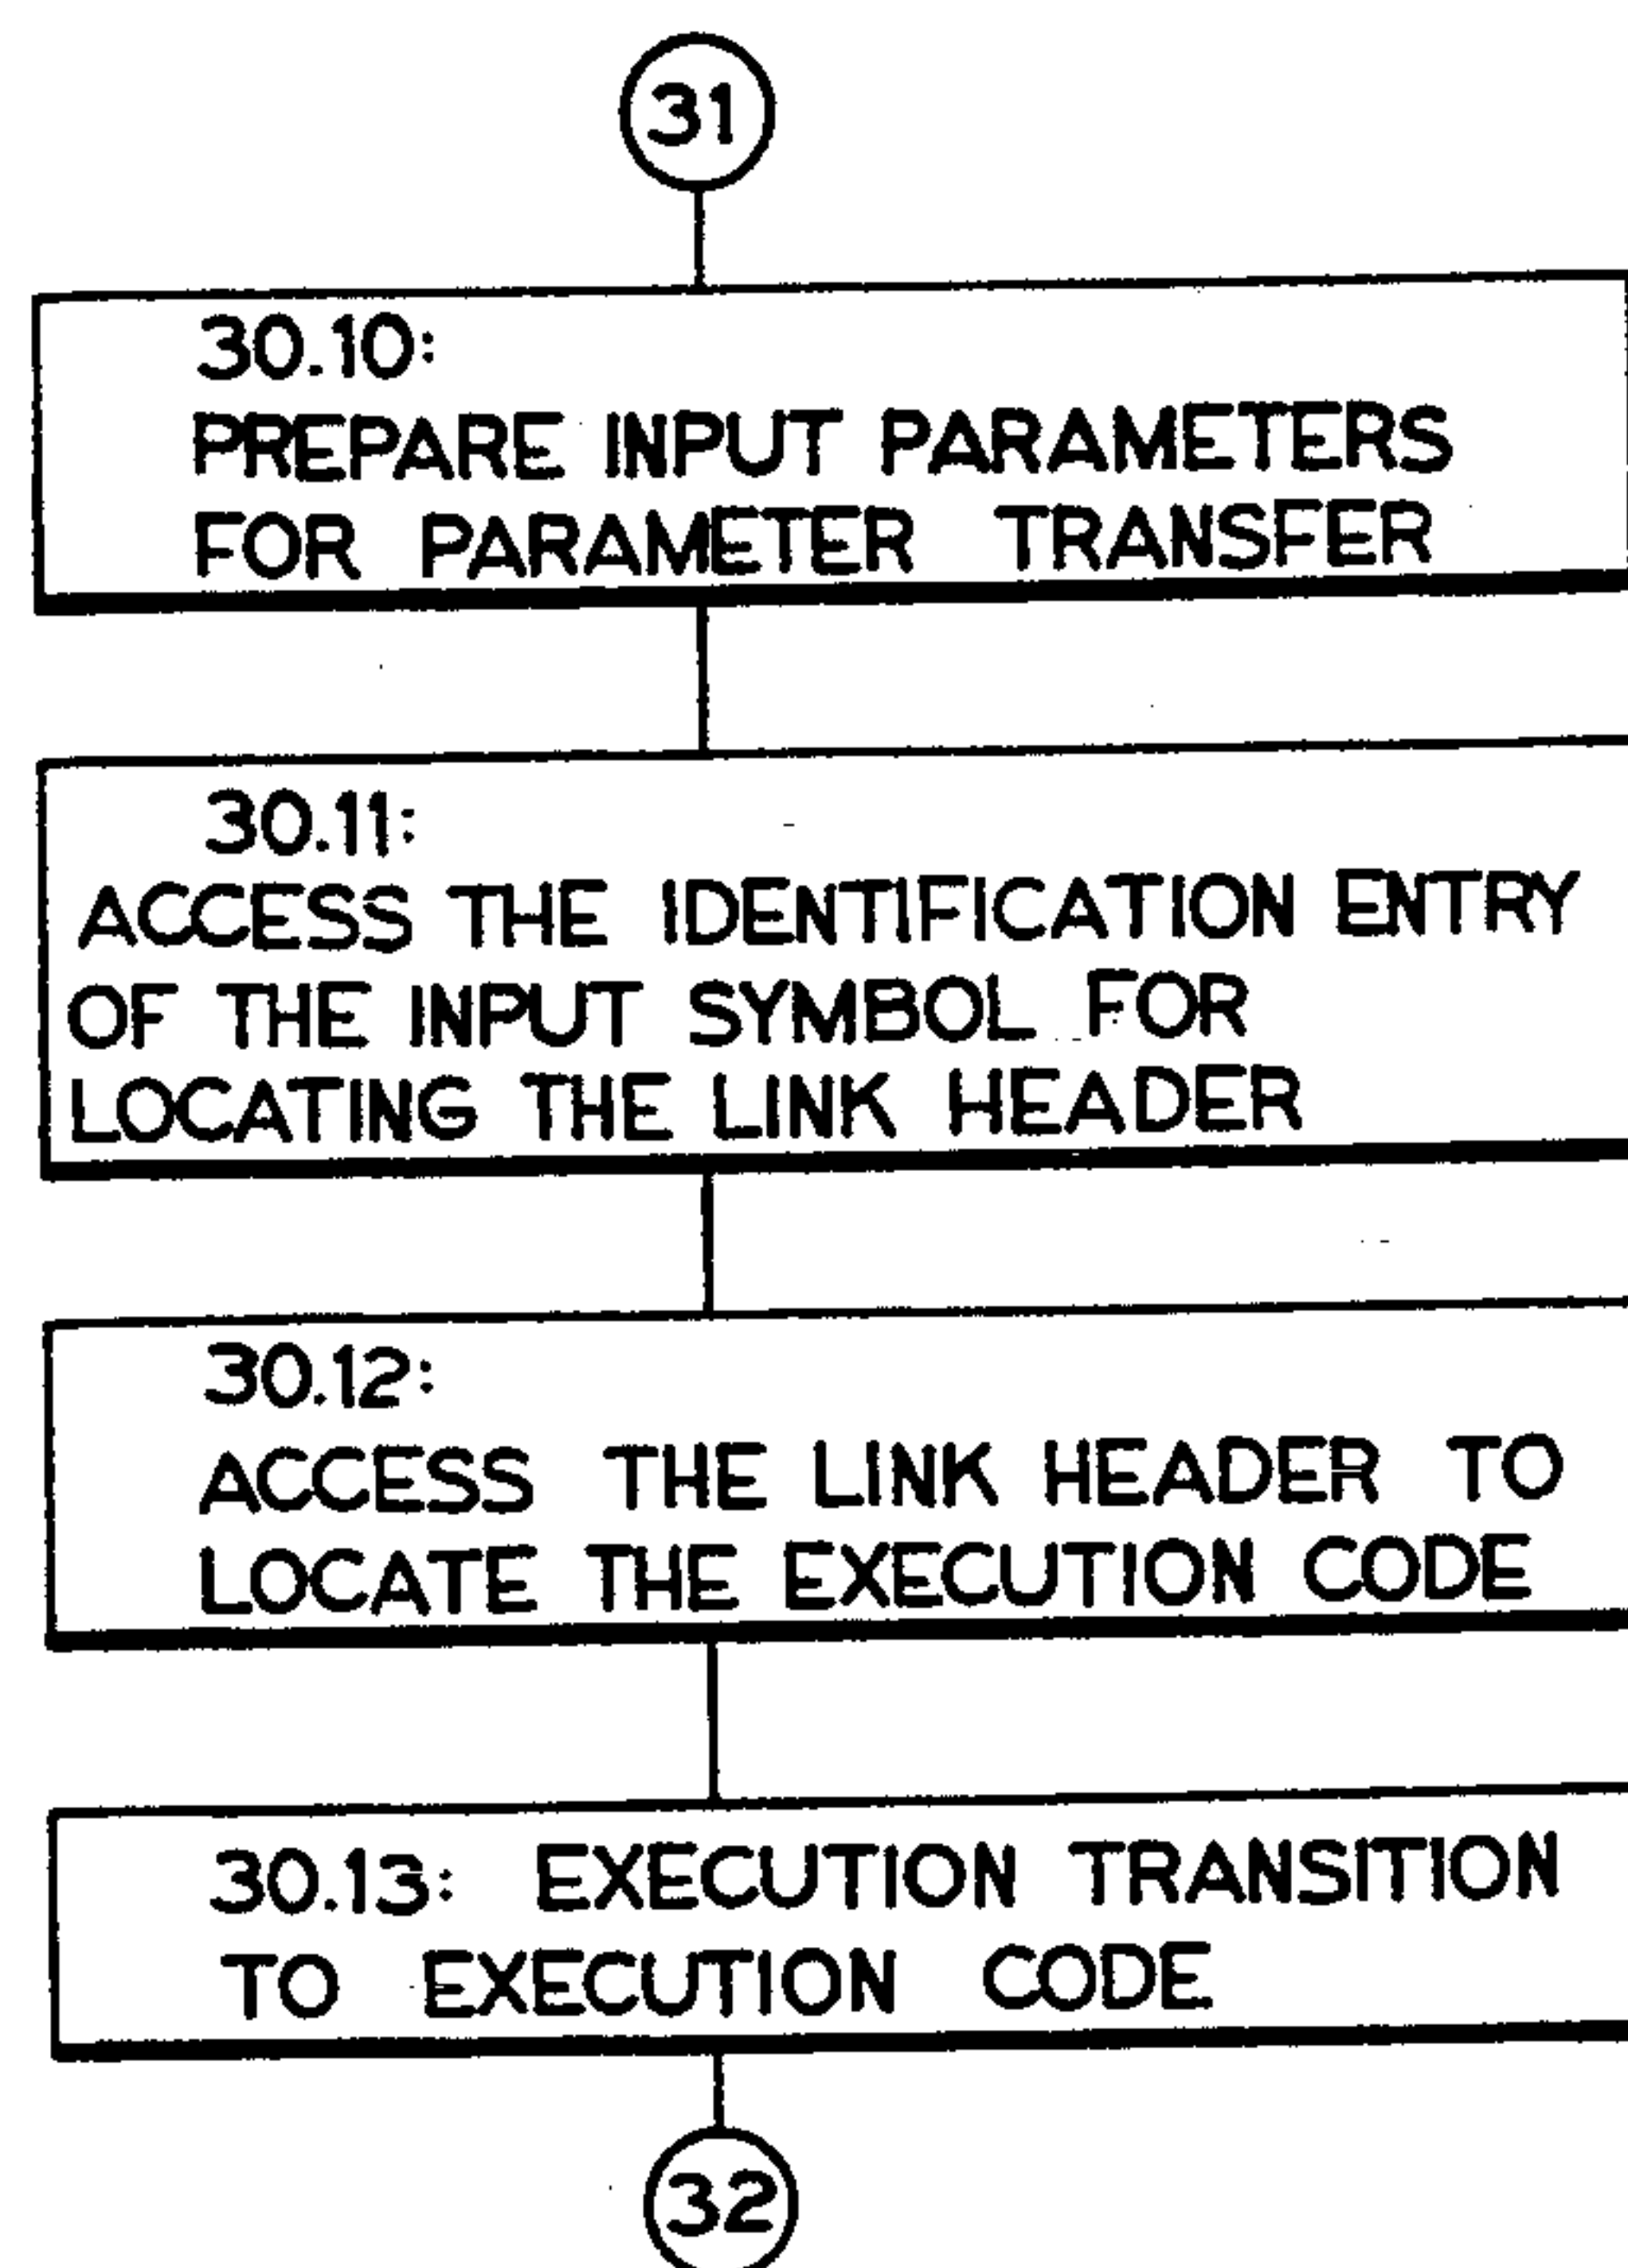 31
30.10:
PREPARE INPUT PARAMETERS
FOR PARAMETER TRANSFER
30.11:
ACCESS THE IDENTIFICATION ENTRY
OF THE INPUT SYMBOL FOR
LOCATING THE LINK HEADER
30.12:
ACCESS THE LINK HEADER TO
LOCATE THE EXECUTION CODE
30.13: EXECUTION TRANSITION
TO EXECUTION CODE
32